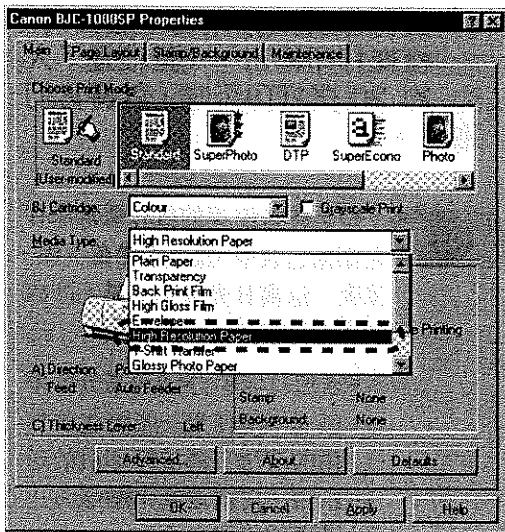 Canon BJC-1000SP Properties
Main Page Layout Stamp/Background Maintenance
Choose Print Mode
Standard SuperPhoto DTP SuperEcono Photo
Standard
(User-modified)
BJ Cartridge: Colour Grayscale Print
Media Type: High Resolution Paper
Plain Paper
Transparency
Back Print Film
High Gloss Film
Envelope
High Resolution Paper
T-Shirt Transfer
Glossy Photo Paper
Printing
A) Direction
Feed Auto Feeder
Stamp: None
Background: None
C) Thickness Lever: Left
Advanced... About... Defaults
OK Cancel Apply Help